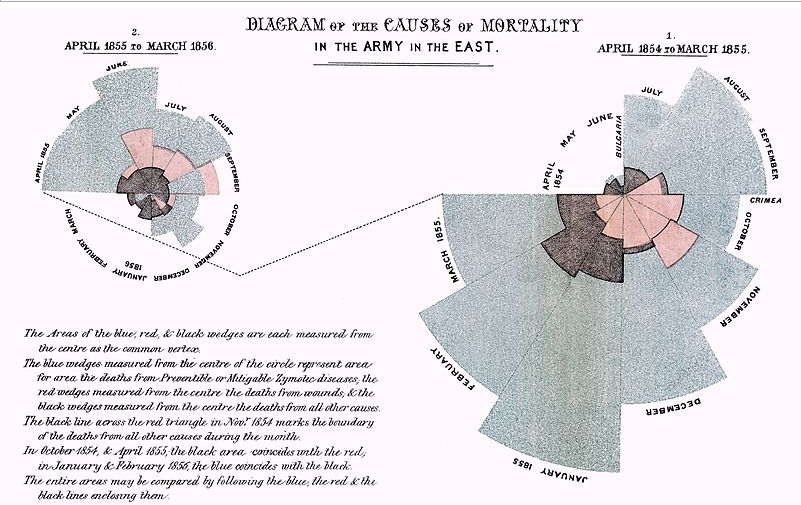 DIAGRAM OF THE CAUSES OF MORTALITY
IN THE ARMY IN THE EAST.
2.
APRIL 1855 TO MARCH 1856.
1.
APRIL 1854 TO MARCH 1855.
APRIL 1855
MAY
JUNE
JULY
AUGUST
SEPTEMBER
OCTOBER
NOVEMBER
DECEMBER
JANUARY
1856
FEBRUARY
MARCH
APRIL
1854
MAY
JUNE
BULGARIA
JULY
AUGUST
SEPTEMBER
CRIMEA
OCTOBER
NOVEMBER
DECEMBER
JANUARY 1855
FEBRUARY
MARCH 1855.
The Areas of the blue, red, & black wedges are each measured from
the centre as the common vertex.
The blue wedges measured from the centre of the circle represent area
for area the deaths from Preventible or Mitigable Zymotic diseases; the
red wedges measured from the centre the deaths from wounds; & the
black wedges measured from the centre the deaths from all other causes.
The black line across the red triangle in Novr. 1854 marks the boundary
of the deaths from all other causes during the month.
In October 1854, & April 1855, the black area coincides with the red;
in January & February 1856, the blue coincides with the black.
The entire areas may be compared by following the blue, the red & the
black lines enclosing them.